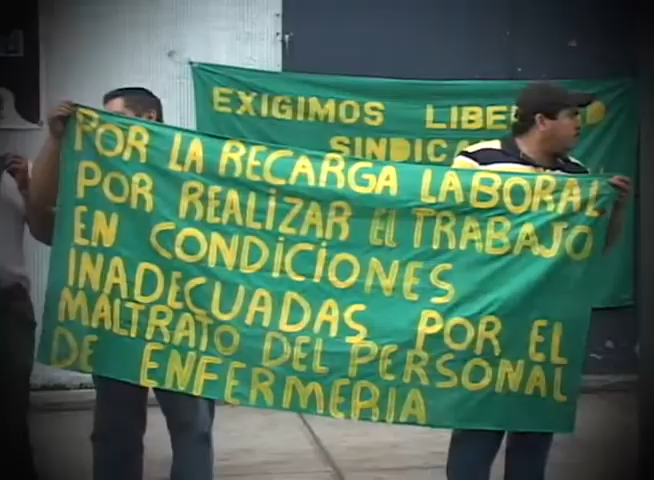 EXIGIMOS LIBE
SINDICA
POR LA RECARGA LABORAL
POR REALIZAR EL TRABAJO
EN CONDICIONES
INADECUADAS POR EL
MALTRATO DEL PERSONAL
DE ENFERMERIA